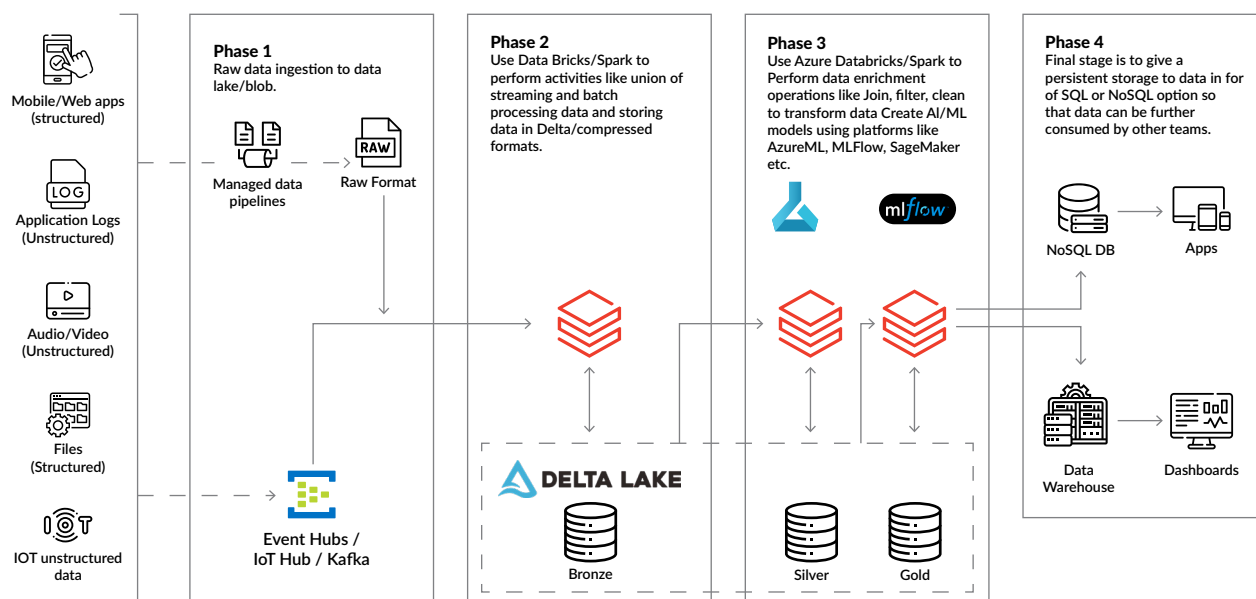 Mobile/Web apps
(structured)
LOG
Application Logs
(Unstructured)
Audio/Video
(Unstructured)
Files
(Structured)
IOT
IOT unstructured
data
Phase 1
Raw data ingestion to data
lake/blob.
Managed data
pipelines
RAW
Raw Format
Event Hubs /
IoT Hub / Kafka
Phase 2
Use Data Bricks/Spark to
perform activities like union of
streaming and batch
processing data and storing
data in Delta/compressed
formats.
DELTA LAKE
Bronze
Phase 3
Use Azure Databricks/Spark to
Perform data enrichment
operations like Join, filter, clean
to transform data Create AI/ML
models using platforms like
AzureML, MLFlow, SageMaker
etc.
mlflow
Silver
Gold
Phase 4
Final stage is to give a
persistent storage to data in for
of SQL or NoSQL option so
that data can be further
consumed by other teams.
NoSQL DB
Apps
Data
Warehouse
Dashboards